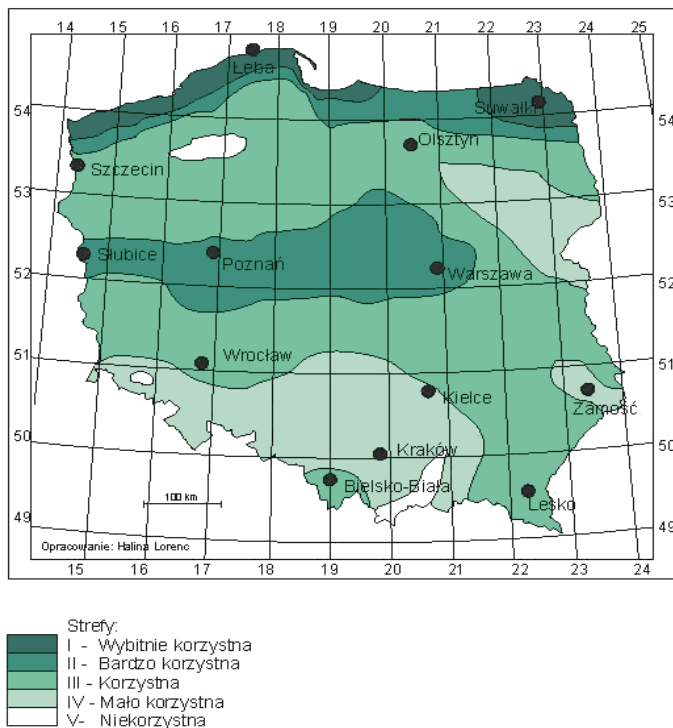 14 15 16 17 18 19 20 21 22 23 24 25
Łeba
54 54
Suwałki
Olsztyn
Szczecin
53 53
Słubice
Poznań
Warszawa
52 52
Wrocław
51 51
Kielce
Zamość
Kraków
50 50
Bielsko-Biała
Lesko
100 km
49 49
Opracowanie: Halina Lorenc
15 16 17 18 19 20 21 22 23 24
Strefy:
I - Wybitnie korzystna
II - Bardzo korzystna
III - Korzystna
IV - Mało korzystna
V- Niekorzystna